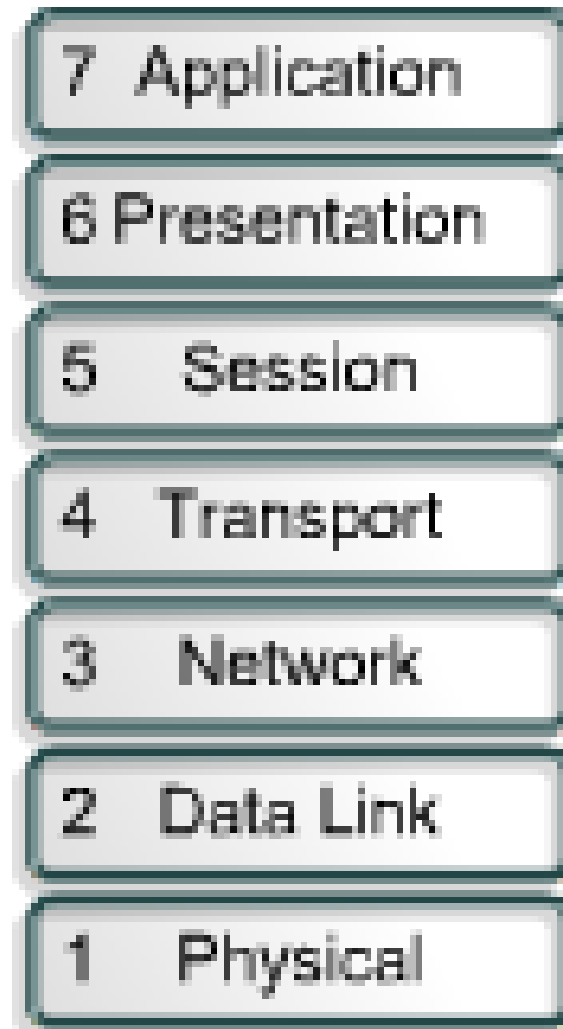 7 Application
6 Presentation
5 Session
4 Transport
3 Network
2 Data Link
1 Physical